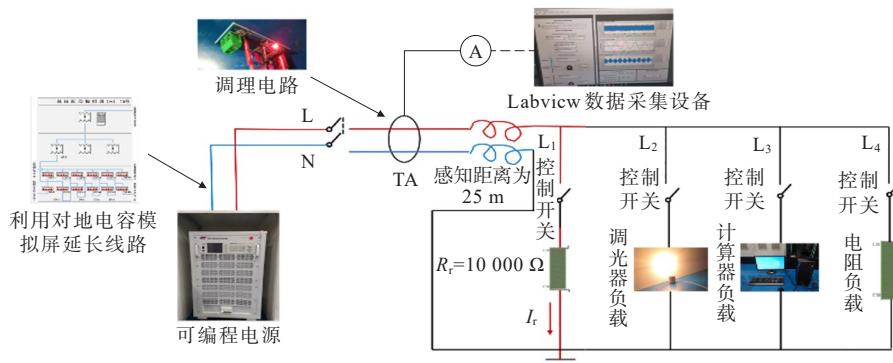 调理电路
A
Labvicw数据采集设备
L
N
TA
感知距离为
25 m
利用对地电容模
拟屏延长线路
可编程电源
L₁
控制开关
Rᵣ=10 000 Ω
Iᵣ
L₂
控制开关
调光器负载
L₃
控制开关
计算器负载
L₄
控制开关
电阻负载